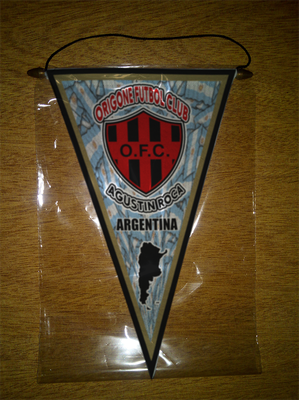 ORIGONE FUTBOL CLUB
O.F.C.
AGUSTIN ROCA
ARGENTINA